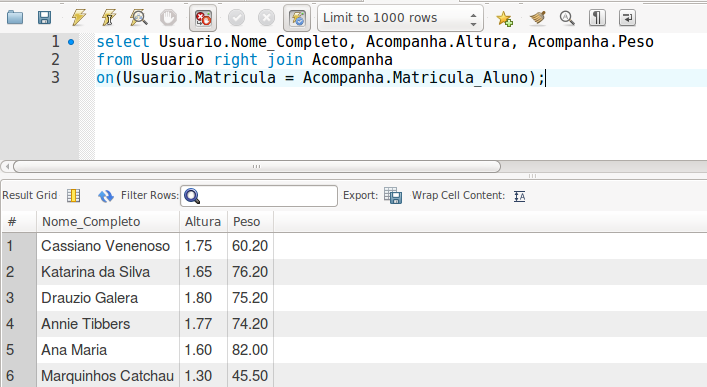 Limit to 1000 rows
1 select Usuario.Nome_Completo, Acompanha.Altura, Acompanha.Peso
2 from Usuario right join Acompanha
3 on(Usuario.Matricula = Acompanha.Matricula_Aluno);
Result Grid Filter Rows: Export: Wrap Cell Content:
# Nome_Completo Altura Peso
1 Cassiano Venenoso 1.75 60.20
2 Katarina da Silva 1.65 76.20
3 Drauzio Galera 1.80 75.20
4 Annie Tibbers 1.77 74.20
5 Ana Maria 1.60 82.00
6 Marquinhos Catchau 1.30 45.50